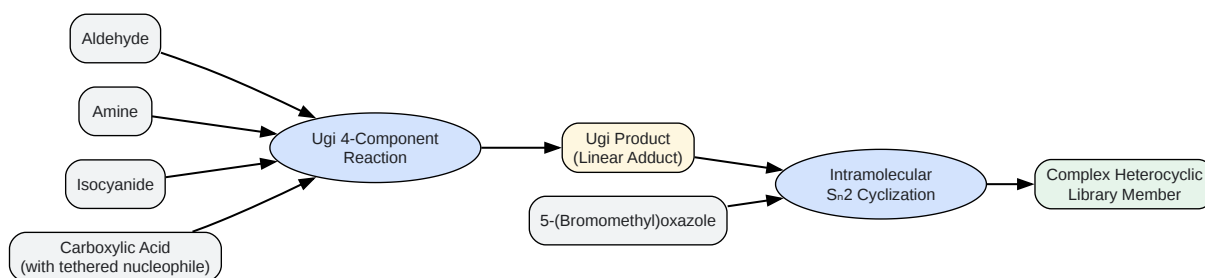 Aldehyde
Amine
Isocyanide
Carboxylic Acid
(with tethered nucleophile)
Ugi 4-Component
Reaction
Ugi Product
(Linear Adduct)
5-(Bromomethyl)oxazole
Intramolecular
Sₙ2 Cyclization
Complex Heterocyclic
Library Member